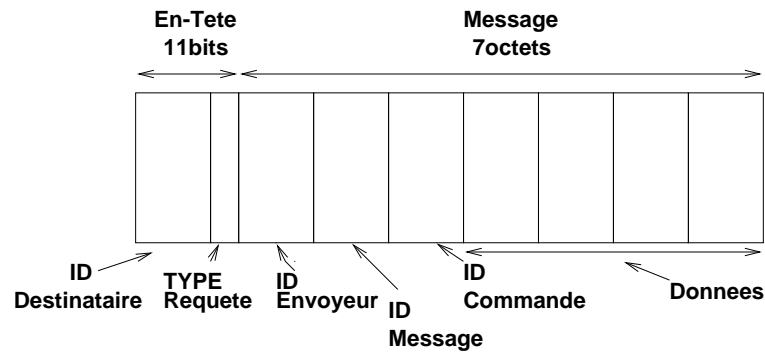 En-Tete
11bits
Message
7octets
ID
Destinataire
TYPE
Requete
ID
Envoyeur
ID
Message
ID
Commande
Donnees